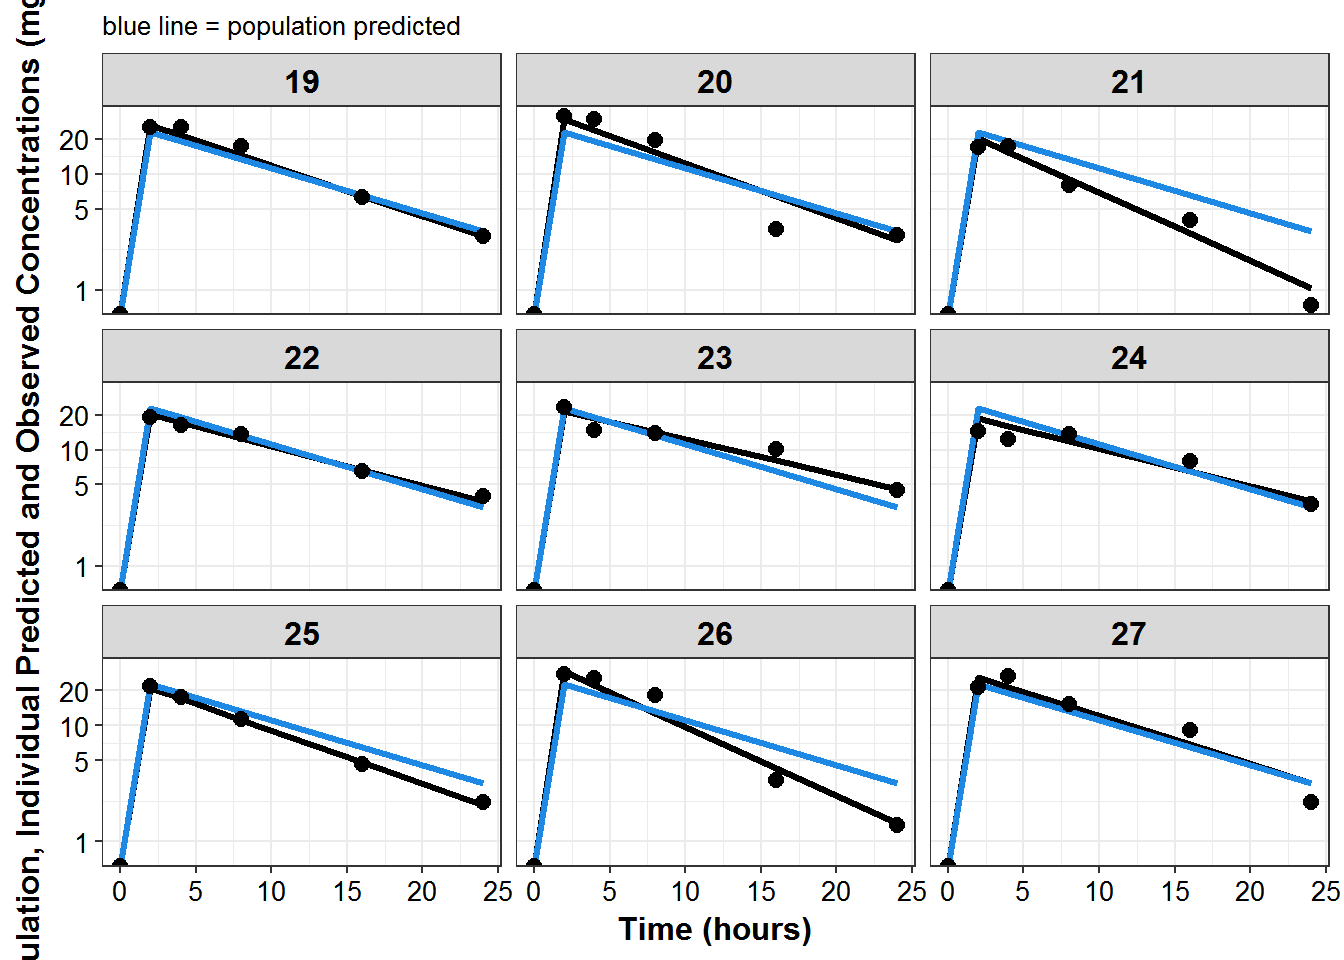 blue line = population predicted
19 20 21
20
10
5
1
22 23 24
20
10
5
1
25 26 27
20
10
5
1
0 5 10 15 20 25 0 5 10 15 20 25 0 5 10 15 20 25
Time (hours)
ulation, Individual Predicted and Observed Concentrations (mg